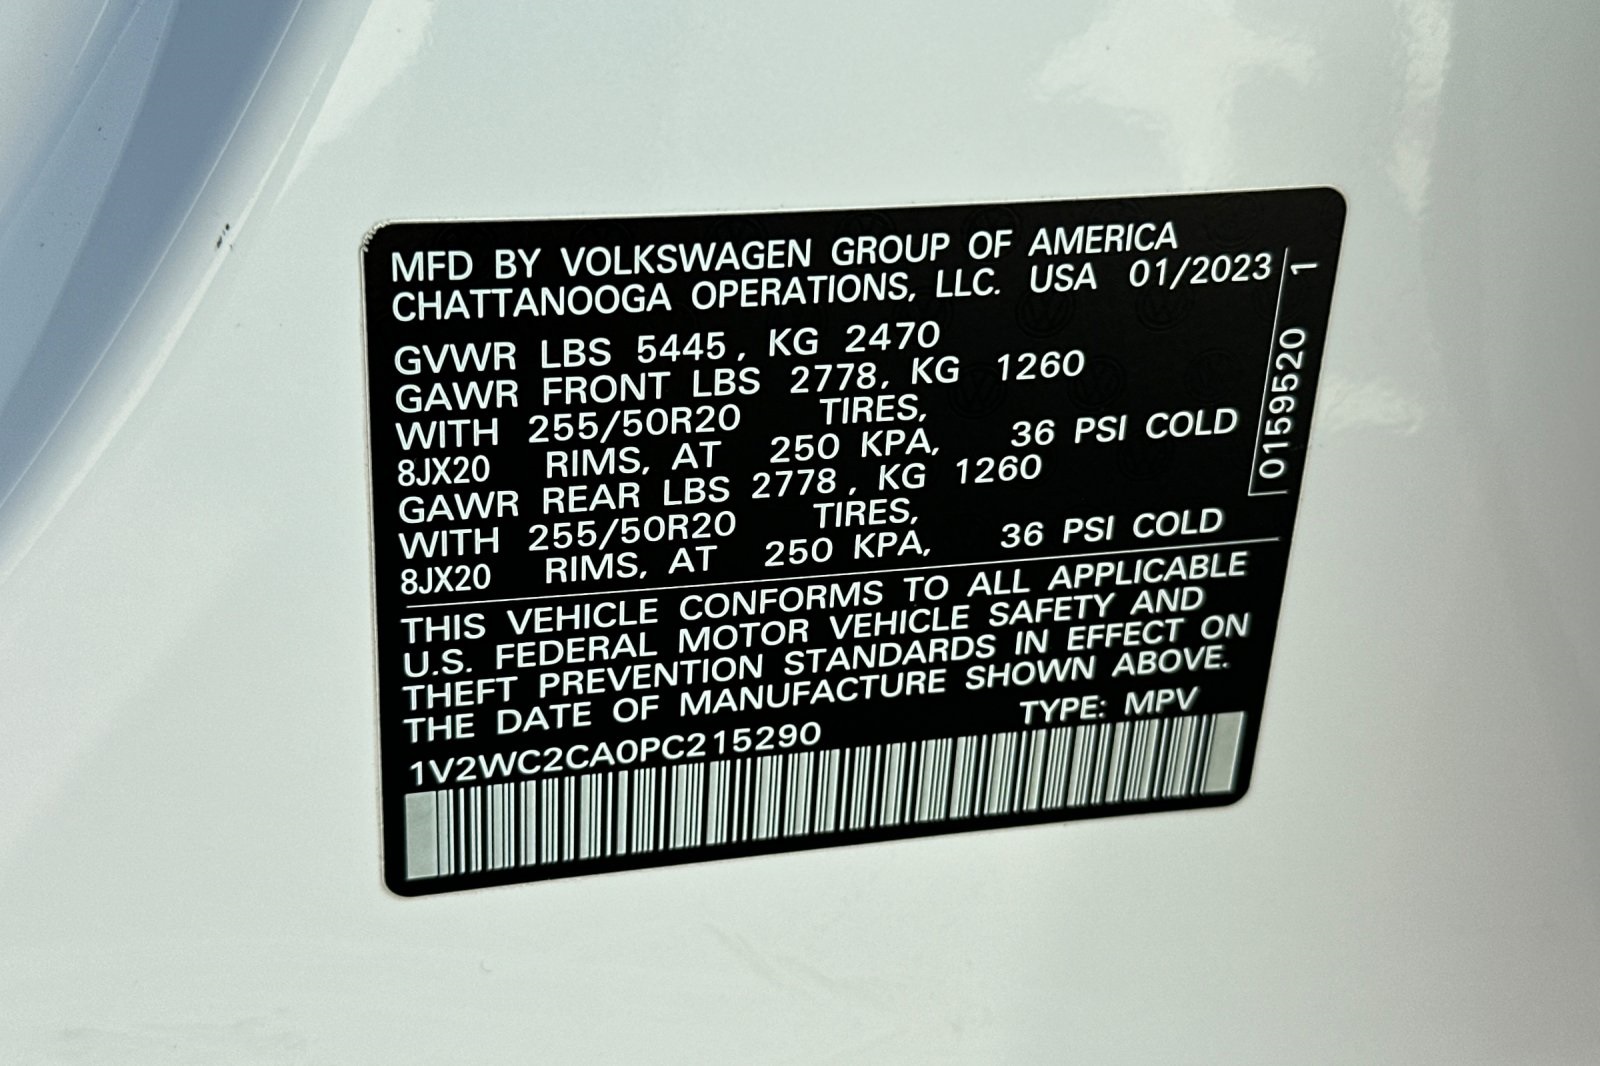 MFD BY VOLKSWAGEN GROUP OF AMERICA
CHATTANOOGA OPERATIONS, LLC. USA 01/2023
GVWR LBS 5445, KG 2470
GAWR FRONT LBS 2778, KG 1260
WITH 255/50R20 TIRES,
8JX20 RIMS, AT 250 KPA, 36 PSI COLD
GAWR REAR LBS 2778, KG 1260
WITH 255/50R20 TIRES,
8JX20 RIMS, AT 250 KPA, 36 PSI COLD
THIS VEHICLE CONFORMS TO ALL APPLICABLE
U.S. FEDERAL MOTOR VEHICLE SAFETY AND
THEFT PREVENTION STANDARDS IN EFFECT ON
THE DATE OF MANUFACTURE SHOWN ABOVE.
1V2WC2CA0PC215290 TYPE: MPV
0159520 1